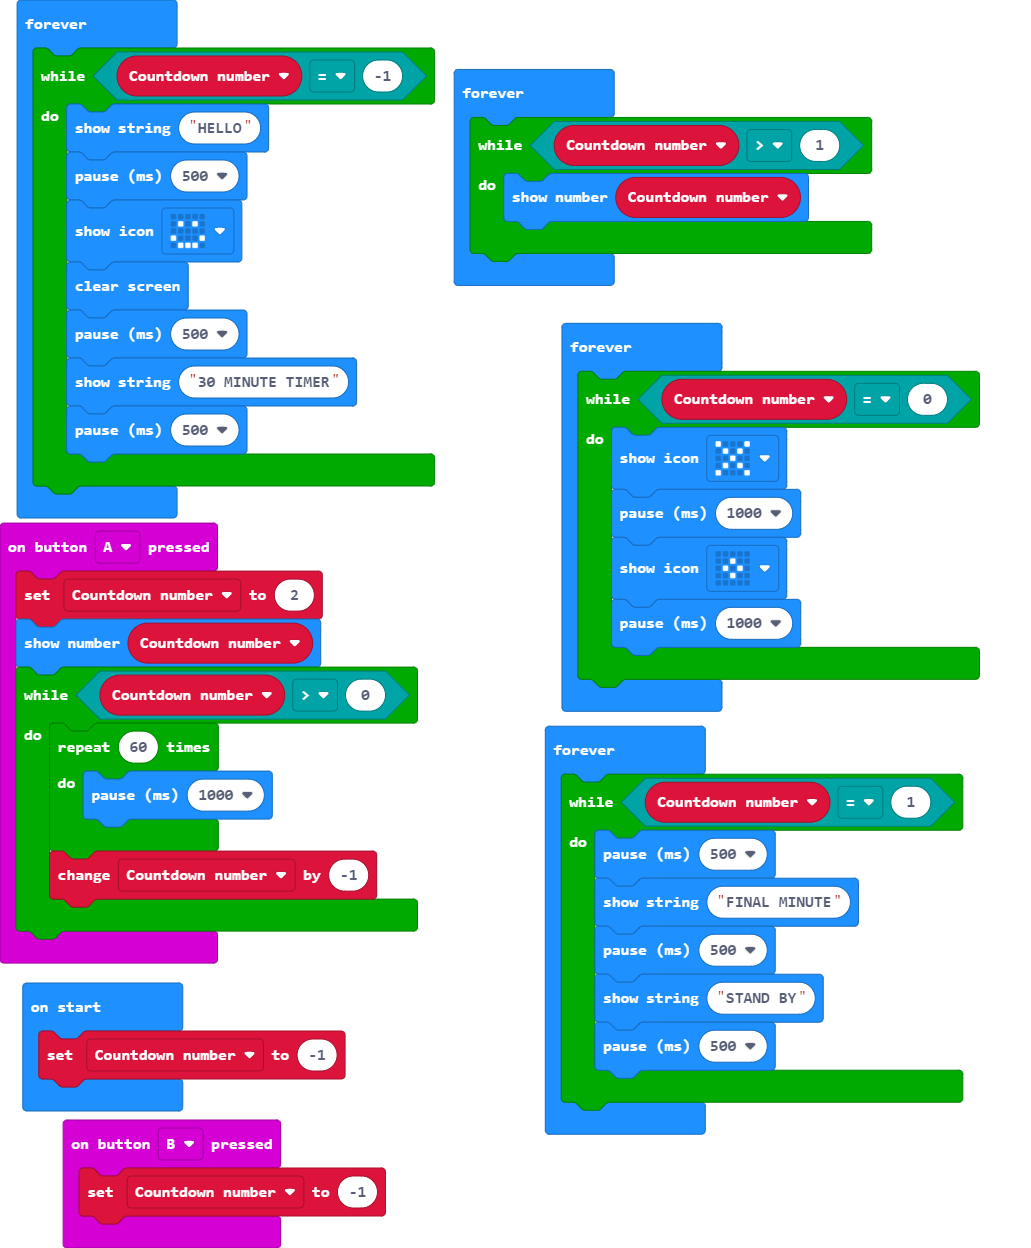 forever
while Countdown number = -1
do
show string "HELLO"
pause (ms) 500
show icon
clear screen
pause (ms) 500
show string "30 MINUTE TIMER"
pause (ms) 500
on button A pressed
set Countdown number to 2
show number Countdown number
while Countdown number > 0
do
repeat 60 times
do
pause (ms) 1000
change Countdown number by -1
on start
set Countdown number to -1
on button B pressed
set Countdown number to -1
forever
while Countdown number > 1
do
show number Countdown number
forever
while Countdown number = 0
do
show icon
pause (ms) 1000
show icon
pause (ms) 1000
forever
while Countdown number = 1
do
pause (ms) 500
show string "FINAL MINUTE"
pause (ms) 500
show string "STAND BY"
pause (ms) 500